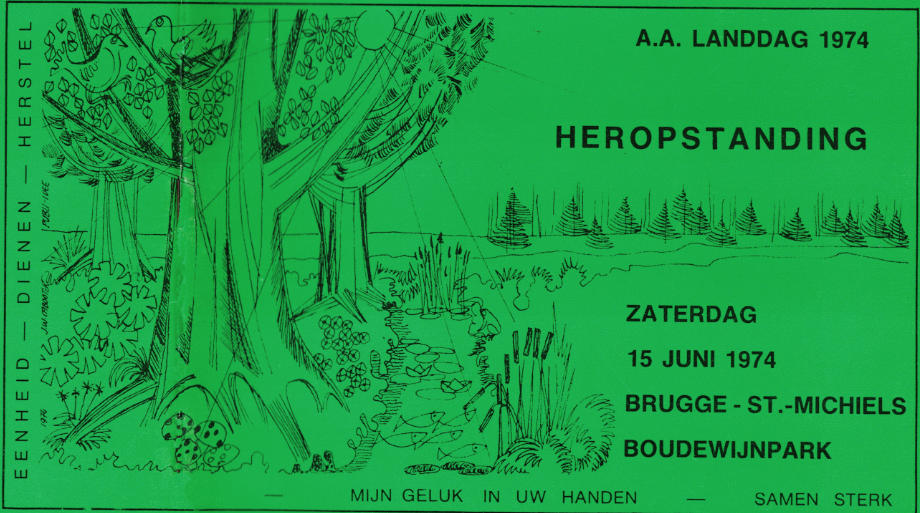 EENHEID — DIENEN — HERSTEL
A.A. LANDDAG 1974
HEROPSTANDING
ZATERDAG
15 JUNI 1974
BRUGGE - ST.-MICHIELS
BOUDEWIJNPARK
— MIJN GELUK IN UW HANDEN — SAMEN STERK